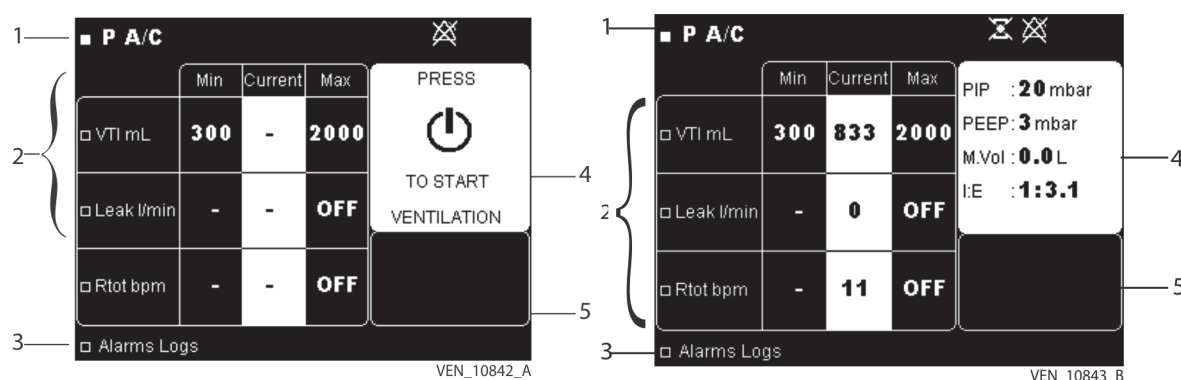 1 P A/C
Min Current Max PRESS
VTI mL 300 - 2000
2
TO START 4
Leak l/min - - OFF VENTILATION
Rtot bpm - - OFF
5
3 Alarms Logs
VEN_10842_A
1 P A/C
Min Current Max
PIP : 20 mbar
VTI mL 300 833 2000 PEEP: 3 mbar
M.Vol : 0.0 L 4
I:E : 1:3.1
2 Leak l/min - 0 OFF
Rtot bpm - 11 OFF 5
3 Alarms Logs
VEN_10843_B